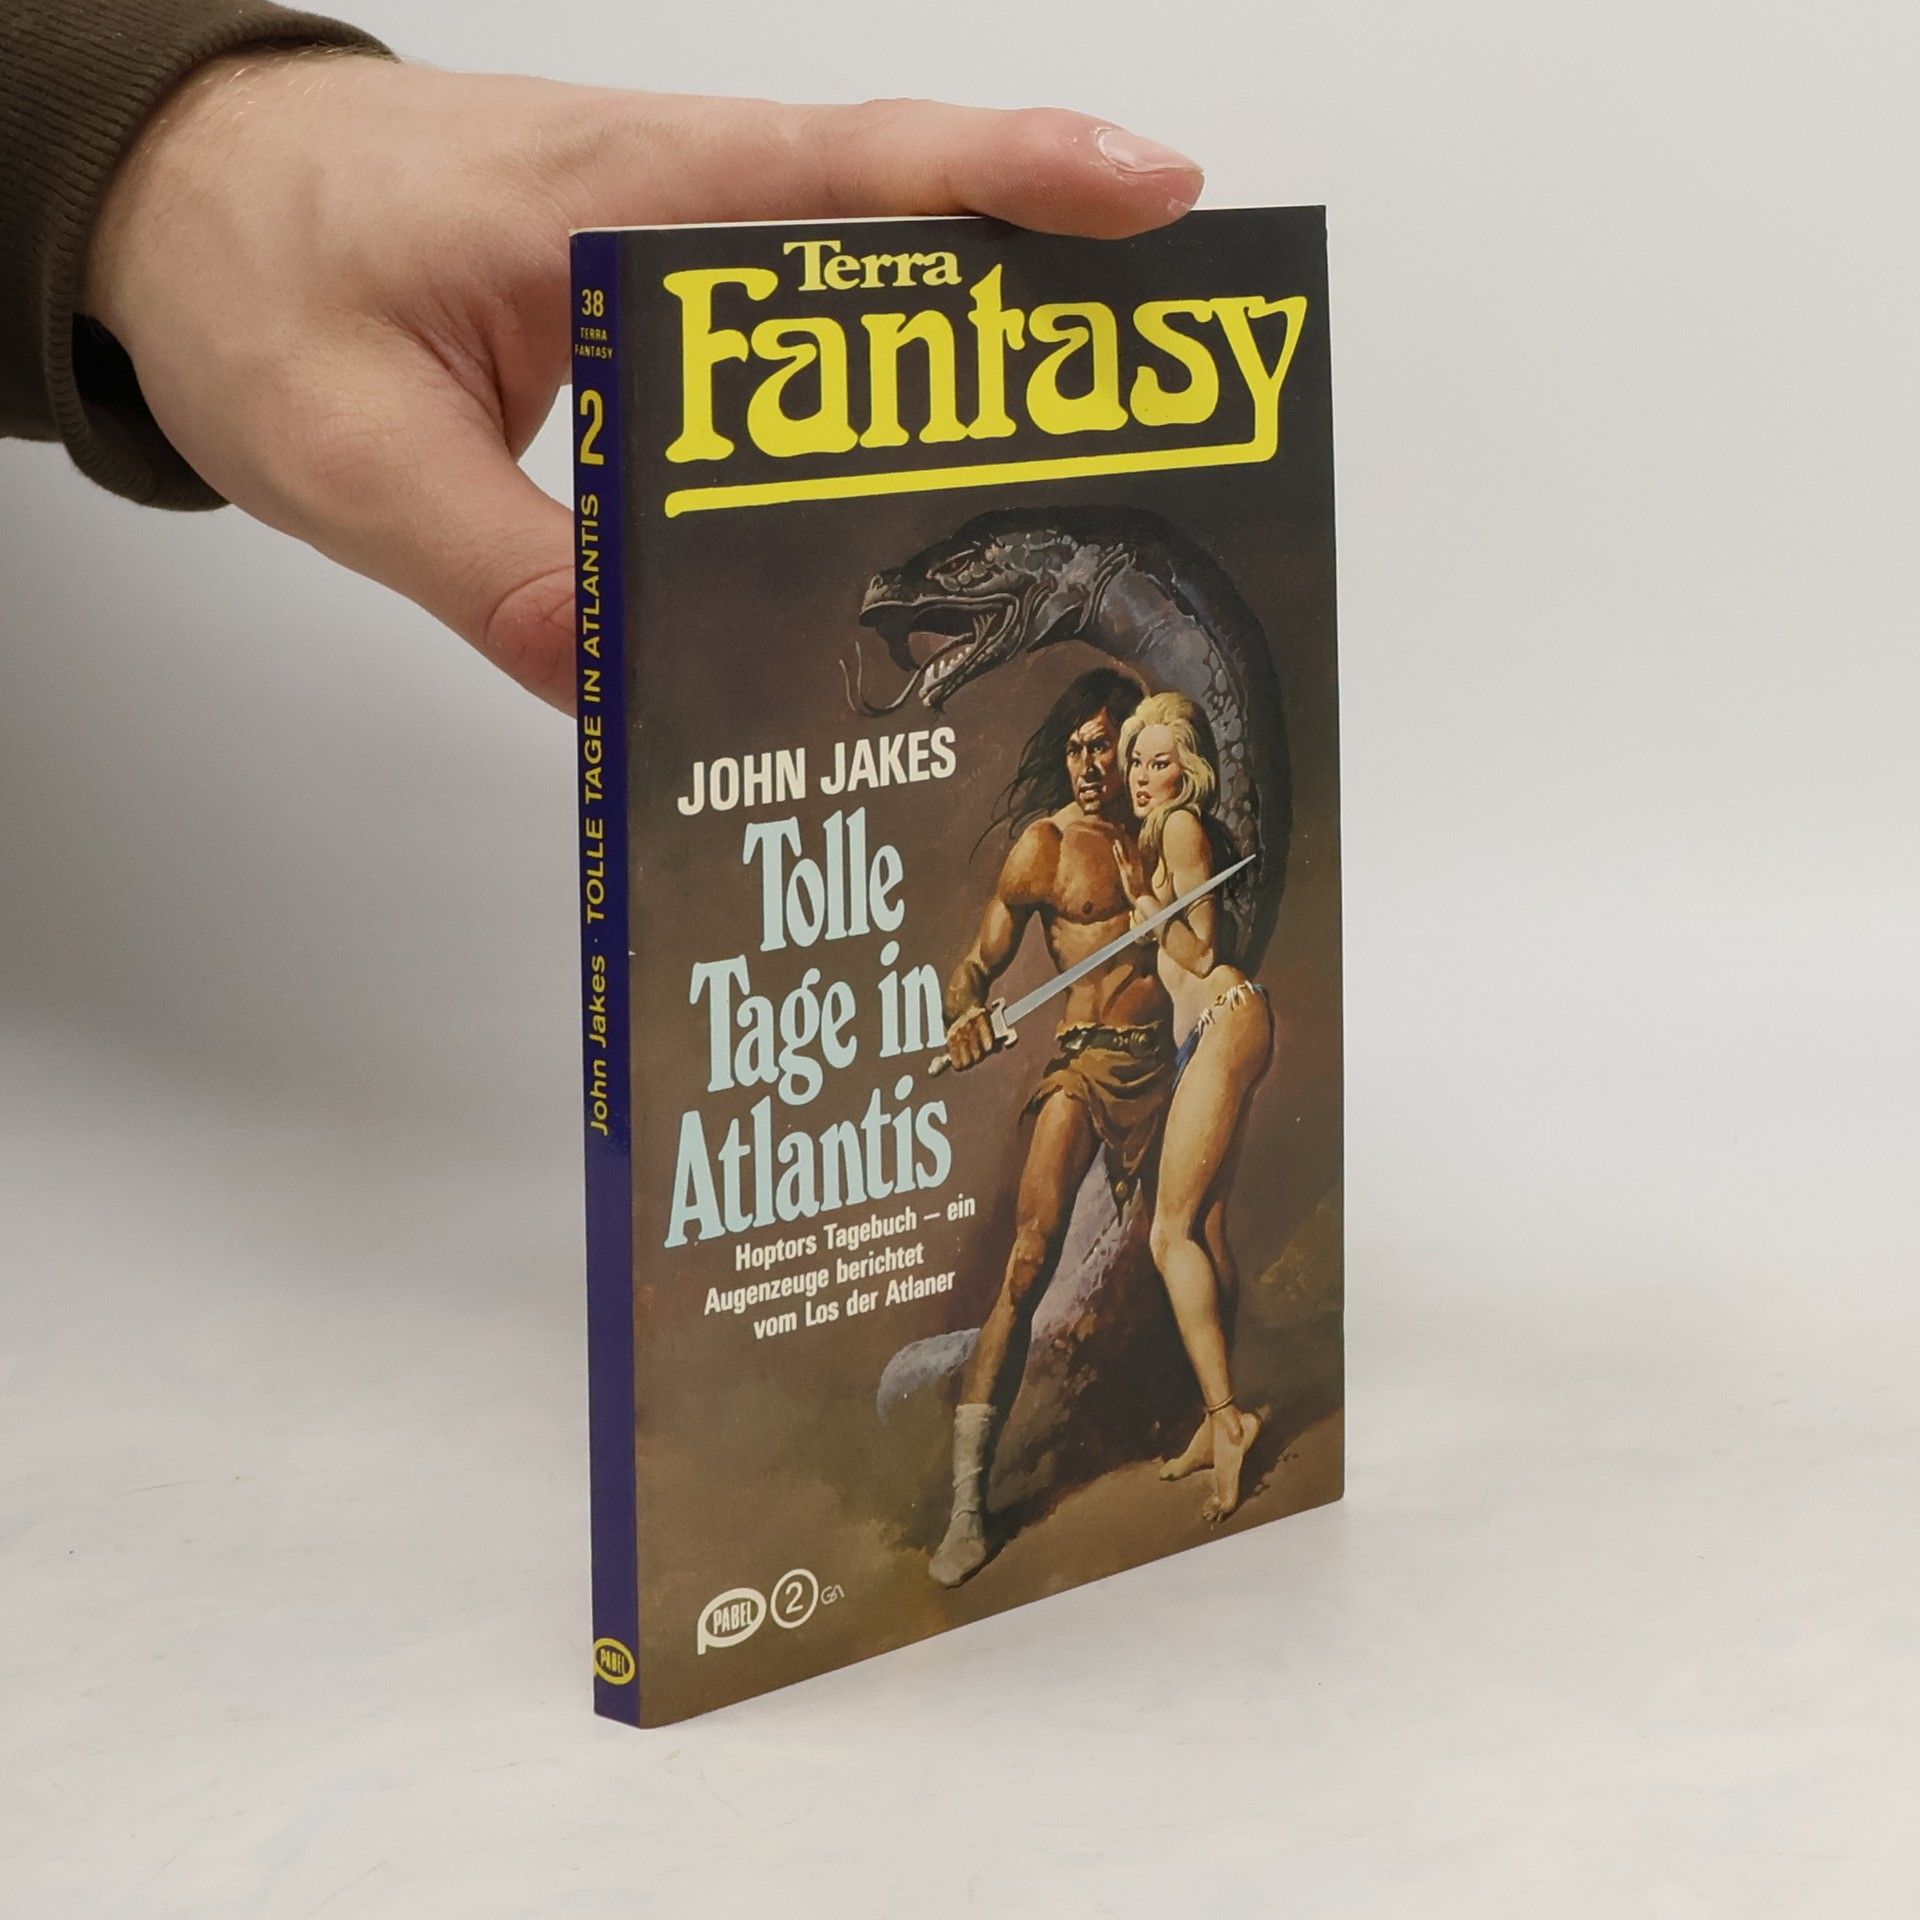 Terra
Fantasy
JOHN JAKES
Tolle
Tage in
Atlantis
Hoptors Tagebuch – ein
Augenzeuge berichtet
vom Los der Atlaner
PABEL
2
38
TERRA
FANTASY
2
John Jakes · TOLLE TAGE IN ATLANTIS
PABEL